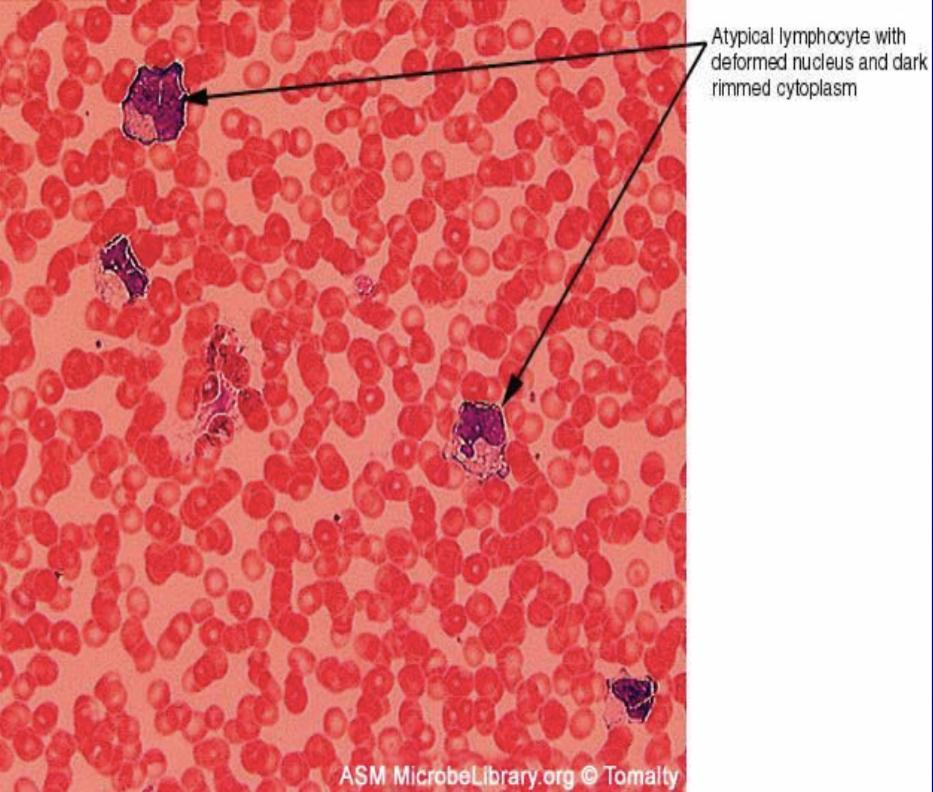 Atypical lymphocyte with
deformed nucleus and dark
rimmed cytoplasm
ASM MicrobeLibrary.org © Tomalty